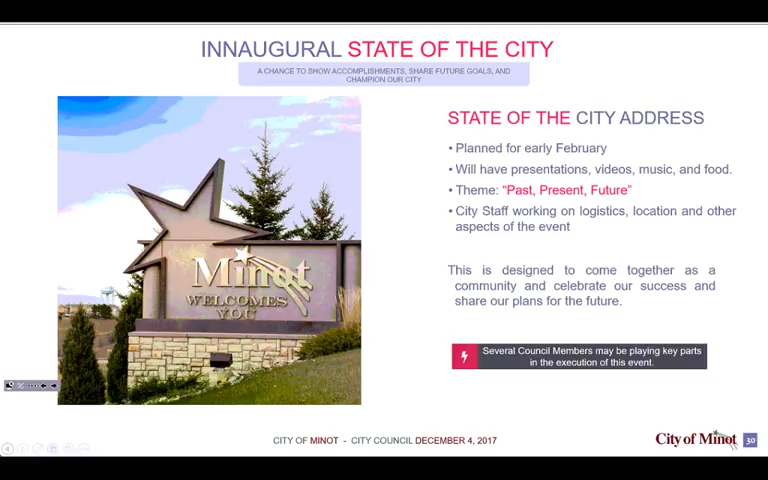 INNAUGURAL STATE OF THE CITY
A CHANCE TO SHOW ACCOMPLISHMENTS, SHARE FUTURE GOALS, AND
CHAMPION OUR CITY
Minot
WELCOMES
YOU
STATE OF THE CITY ADDRESS
• Planned for early February
• Will have presentations, videos, music, and food.
• Theme: “Past, Present, Future”
• City Staff working on logistics, location and other
aspects of the event
This is designed to come together as a
community and celebrate our success and
share our plans for the future.
Several Council Members may be playing key parts
in the execution of this event.
CITY OF MINOT - CITY COUNCIL DECEMBER 4, 2017
City of Minot
30